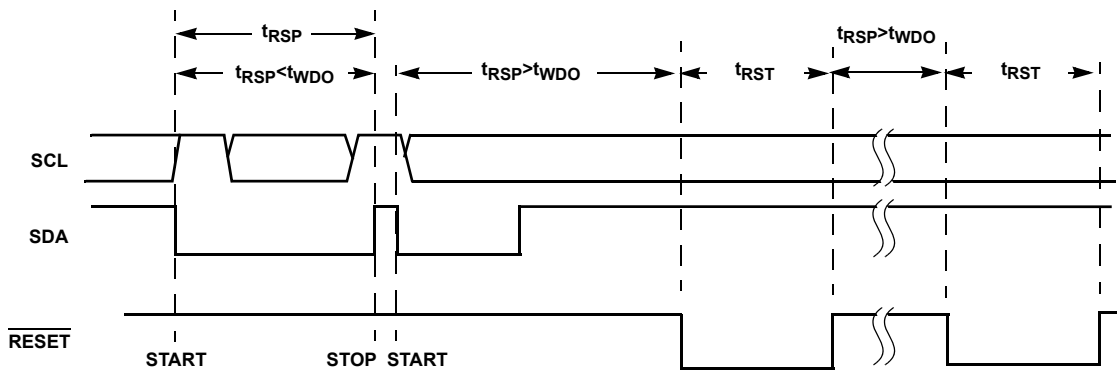 tRSP
tRSP>tWDO
tRSP<tWDO
tRSP>tWDO
tRST
tRST
SCL
SDA
RESET
START
STOP
START